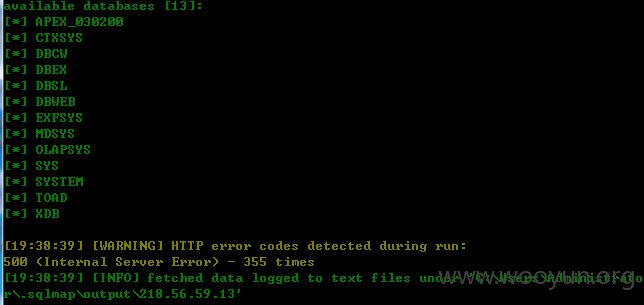 available databases [13]:
[*] APEX_030200
[*] CTXSYS
[*] DBCW
[*] DBEX
[*] DBSL
[*] DBWEB
[*] EXFSYS
[*] MDSYS
[*] OLAPSYS
[*] SYS
[*] SYSTEM
[*] TOAD
[*] XDB
[19:38:39] [WARNING] HTTP error codes detected during run:
500 (Internal Server Error) - 355 times
[19:38:39] [INFO] fetched data logged to text files under 'C:\Users\Administrato
r\.sqlmap\output\218.56.59.13'
www.wooyun.org